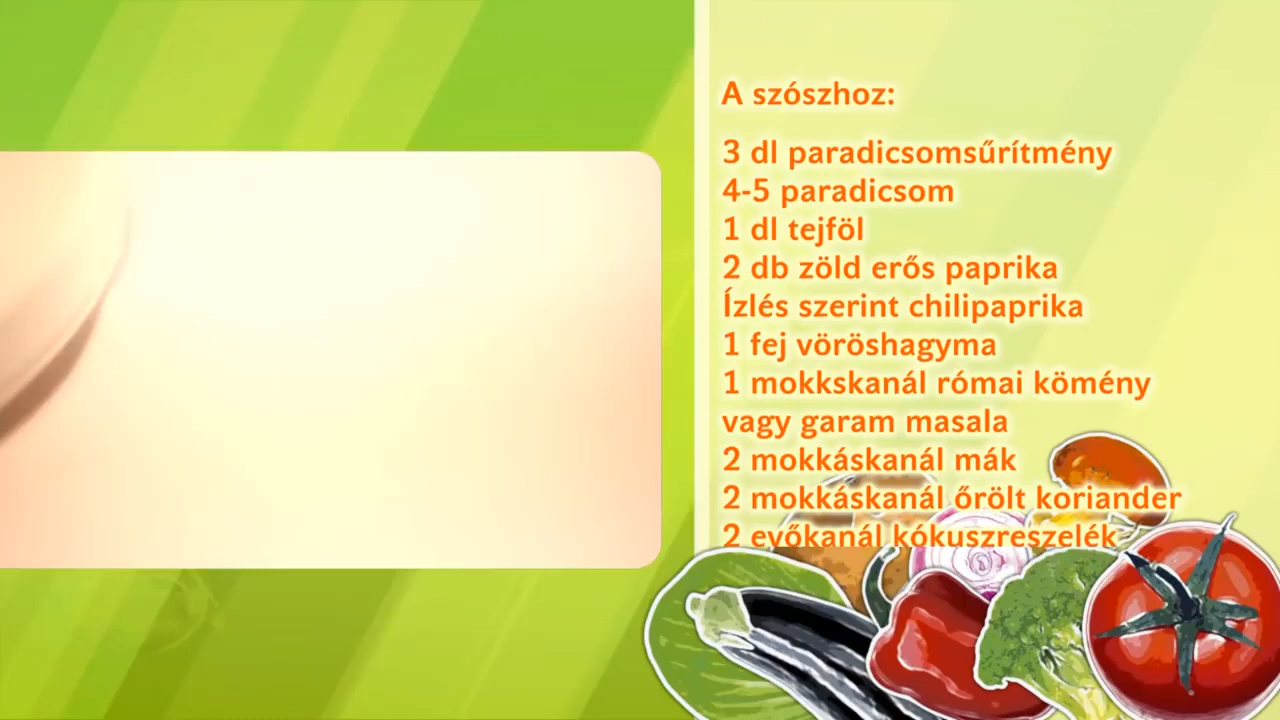 A szószhoz:
3 dl paradicsomsűrítmény
4-5 paradicsom
1 dl tejföl
2 db zöld erős paprika
Ízlés szerint chilipaprika
1 fej vöröshagyma
1 mokkskanál római kömény
vagy garam masala
2 mokkáskanál mák
2 mokkáskanál őrölt koriander
2 evőkanál kókuszreszelék